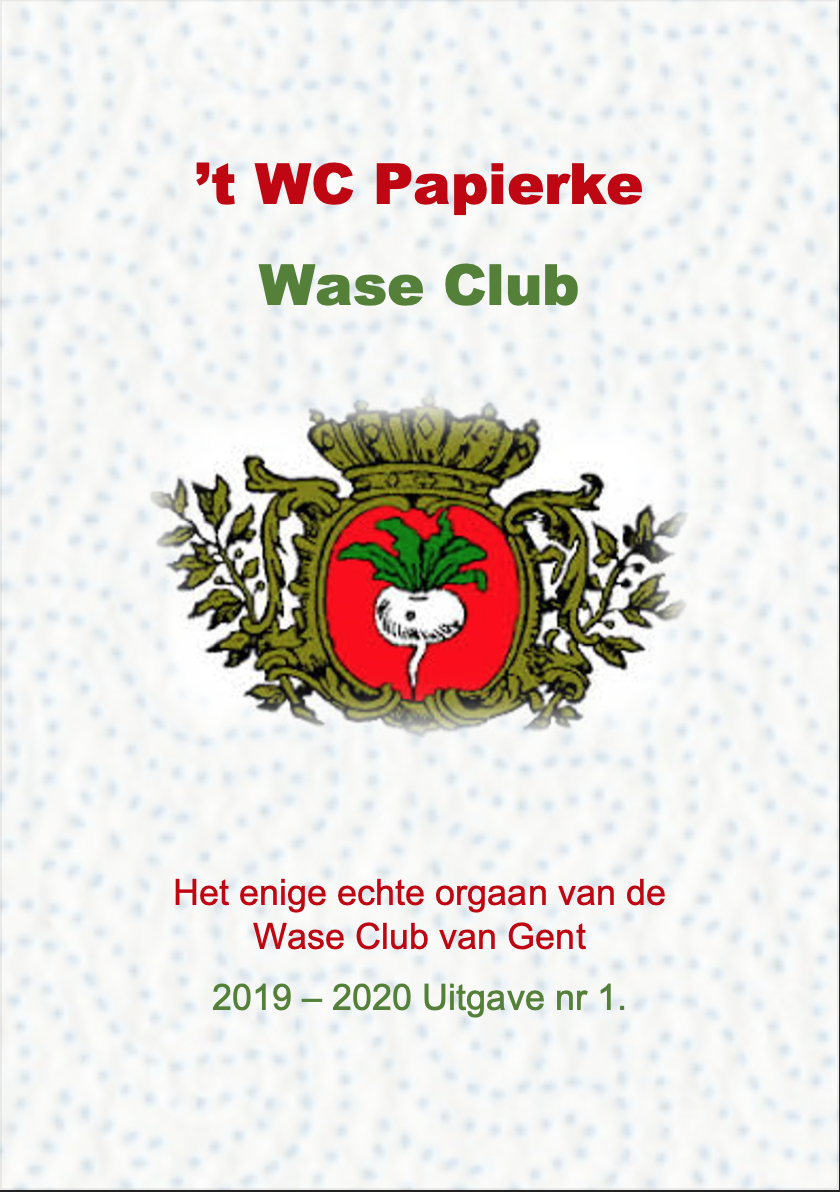 ’t WC Papierke
Wase Club
Het enige echte orgaan van de
Wase Club van Gent
2019 – 2020 Uitgave nr 1.